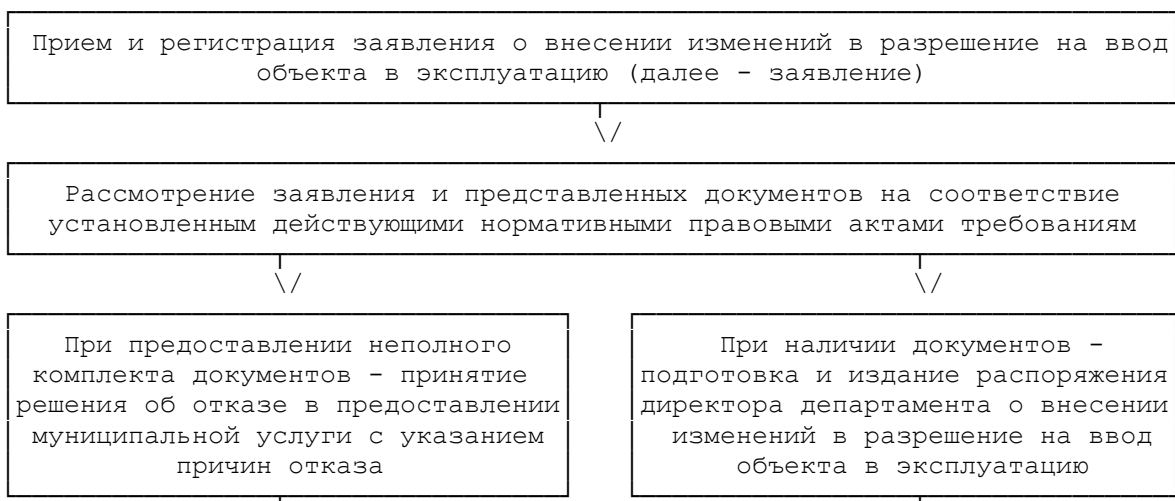 Прием и регистрация заявления о внесении изменений в разрешение на ввод
объекта в эксплуатацию (далее - заявление)
\/
Рассмотрение заявления и представленных документов на соответствие
установленным действующими нормативными правовыми актами требованиям
\/ \/
При предоставлении неполного
комплекта документов - принятие
решения об отказе в предоставлении
муниципальной услуги с указанием
причин отказа
При наличии документов -
подготовка и издание распоряжения
директора департамента о внесении
изменений в разрешение на ввод
объекта в эксплуатацию